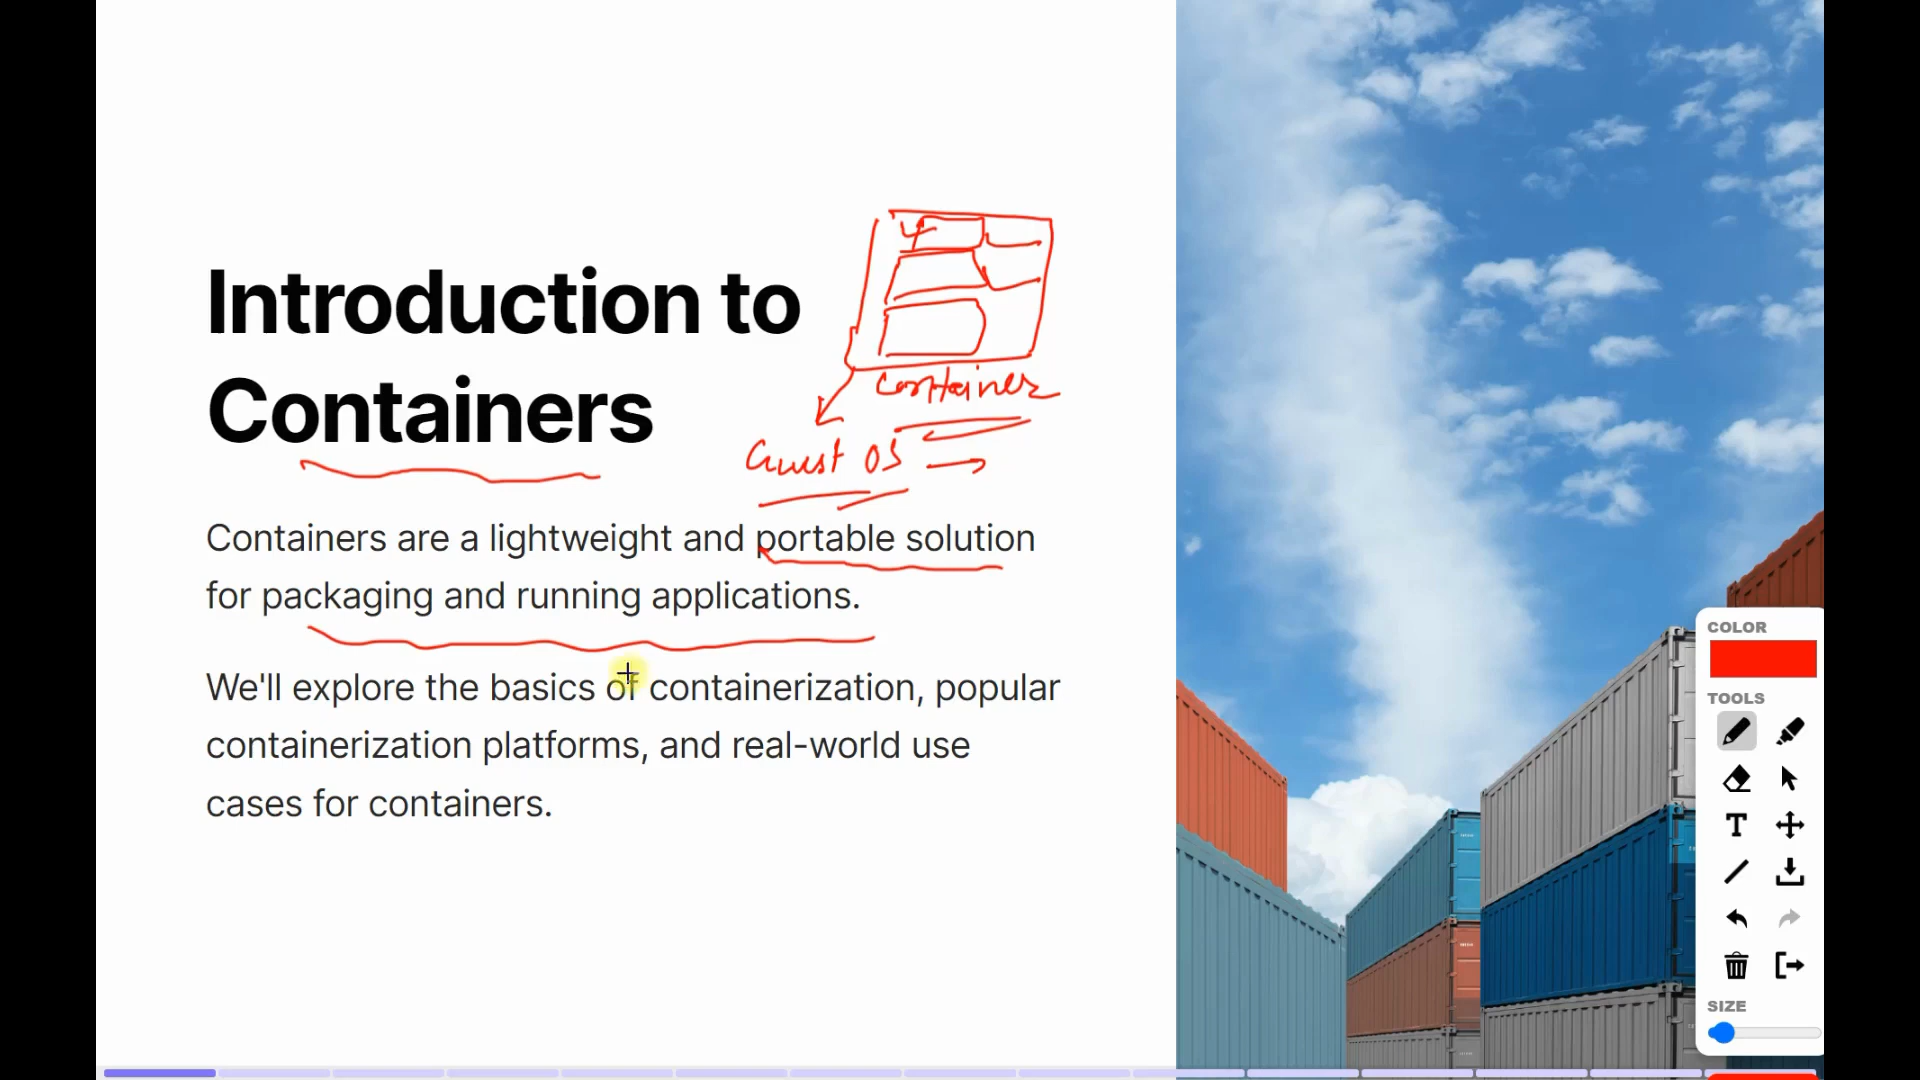 Introduction to
Containers
Container
Guest OS
Containers are a lightweight and portable solution
for packaging and running applications.
We'll explore the basics of containerization, popular
containerization platforms, and real-world use
cases for containers.
COLOR
TOOLS
T
SIZE